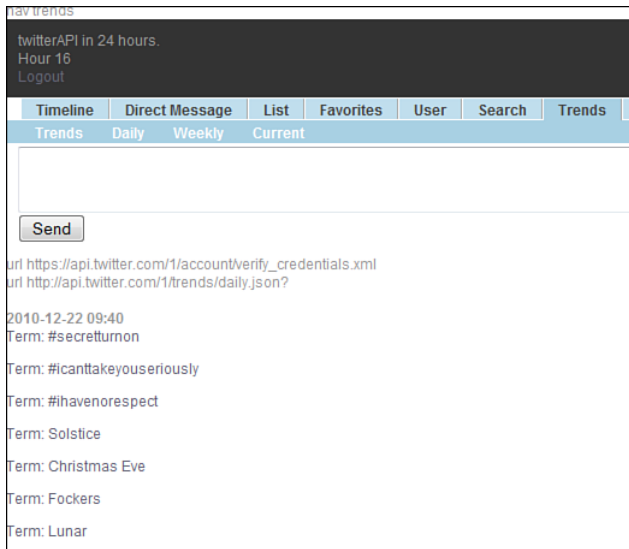 nav trends
twitterAPI in 24 hours.
Hour 16
Logout
Timeline Direct Message List Favorites User Search Trends
Trends Daily Weekly Current
Send
url https://api.twitter.com/1/account/verify_credentials.xml
url http://api.twitter.com/1/trends/daily.json?
2010-12-22 09:40
Term: #secretturnon
Term: #icanttakeyouseriously
Term: #ihavenorespect
Term: Solstice
Term: Christmas Eve
Term: Fockers
Term: Lunar